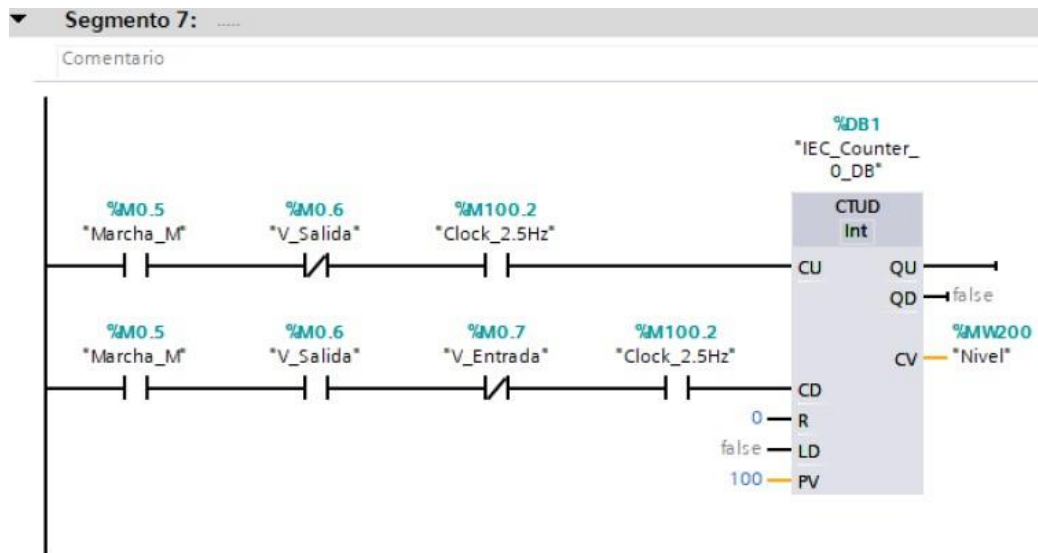 Segmento 7: .....
Comentario
%DB1
"IEC_Counter_
0_DB"
CTUD
Int
%M0.5
"Marcha_M"
%M0.6
"V_Salida"
%M100.2
"Clock_2.5Hz"
CU
QU
QD
false
%M0.5
"Marcha_M"
%M0.6
"V_Salida"
%M0.7
"V_Entrada"
%M100.2
"Clock_2.5Hz"
%MW200
CV
"Nivel"
CD
0
R
false
LD
100
PV